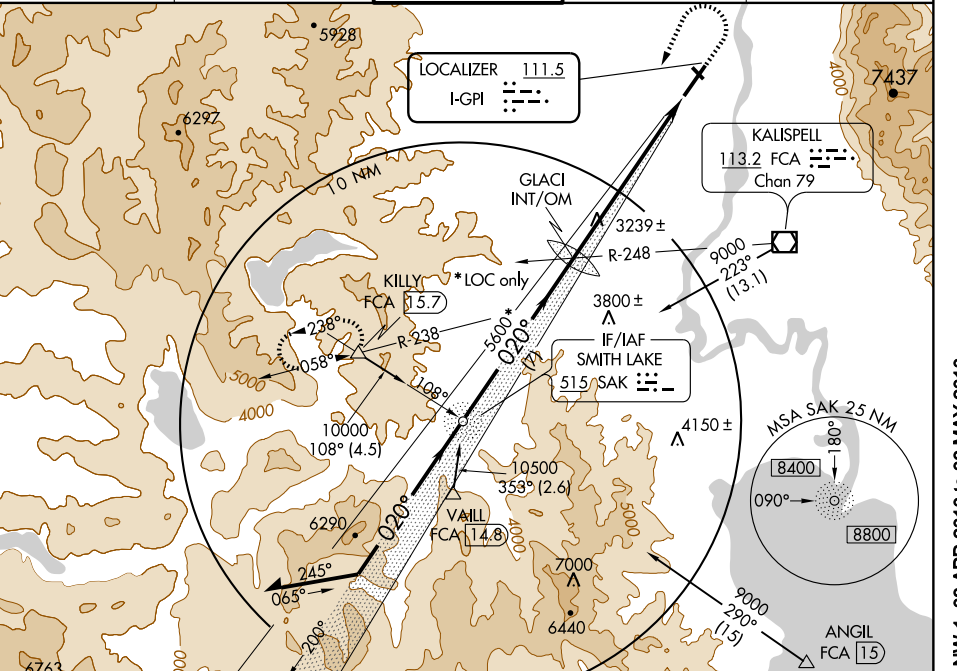 5928
LOCALIZER 111.5
I-GPI
7437
4000
6297
KALISPELL
113.2 FCA
Chan 79
10 NM
GLACI
INT/OM
3239 ±
R-248
9000
223°
(13.1)
KILLY
FCA 15.7
*LOC only
3800 ±
238°
R-238
5600*
020°
(7)
IF/IAF
SMITH LAKE
515 SAK
058°
5000
108°
4000
10000
108° (4.5)
4150 ±
MSA SAK 25 NM
180°
8400
090°
8800
10500
353° (2.6)
VAILL
FCA 14.8
020°
6290
4000
5000
245°
065°
7000
6440
9000
290°
(15)
200°
ANGIL
FCA 15
6763